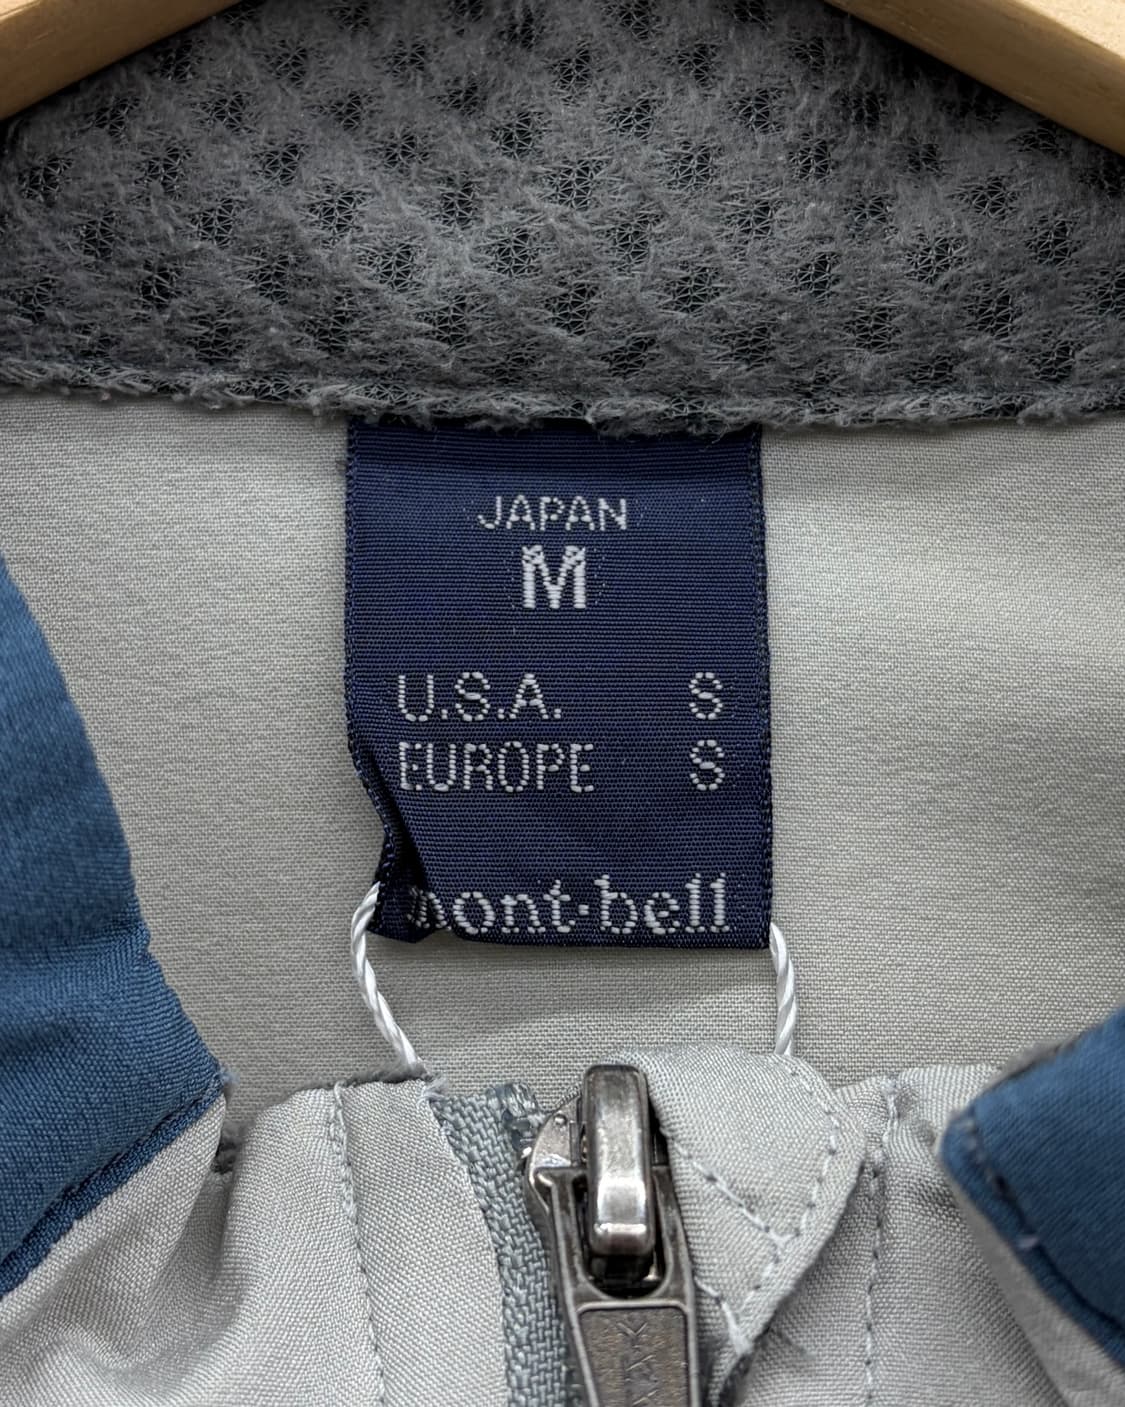 JAPAN
M
U.S.A. S
EUROPE S
mont·bell